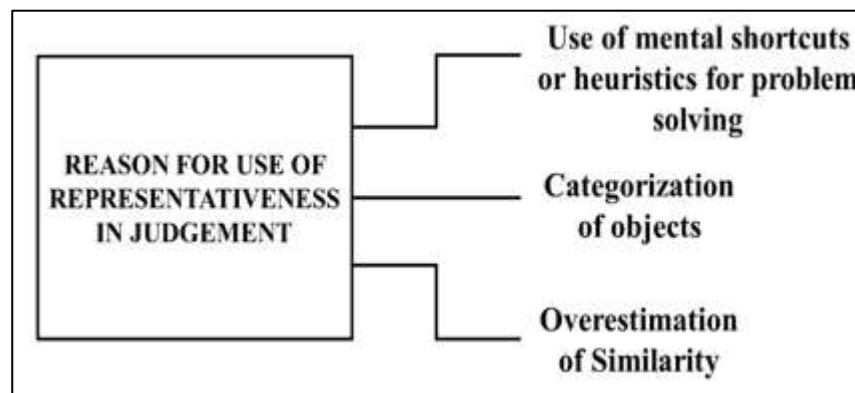 REASON FOR USE OF
REPRESENTATIVENESS
IN JUDGEMENT
Use of mental shortcuts
or heuristics for problem
solving
Categorization
of objects
Overestimation
of Similarity